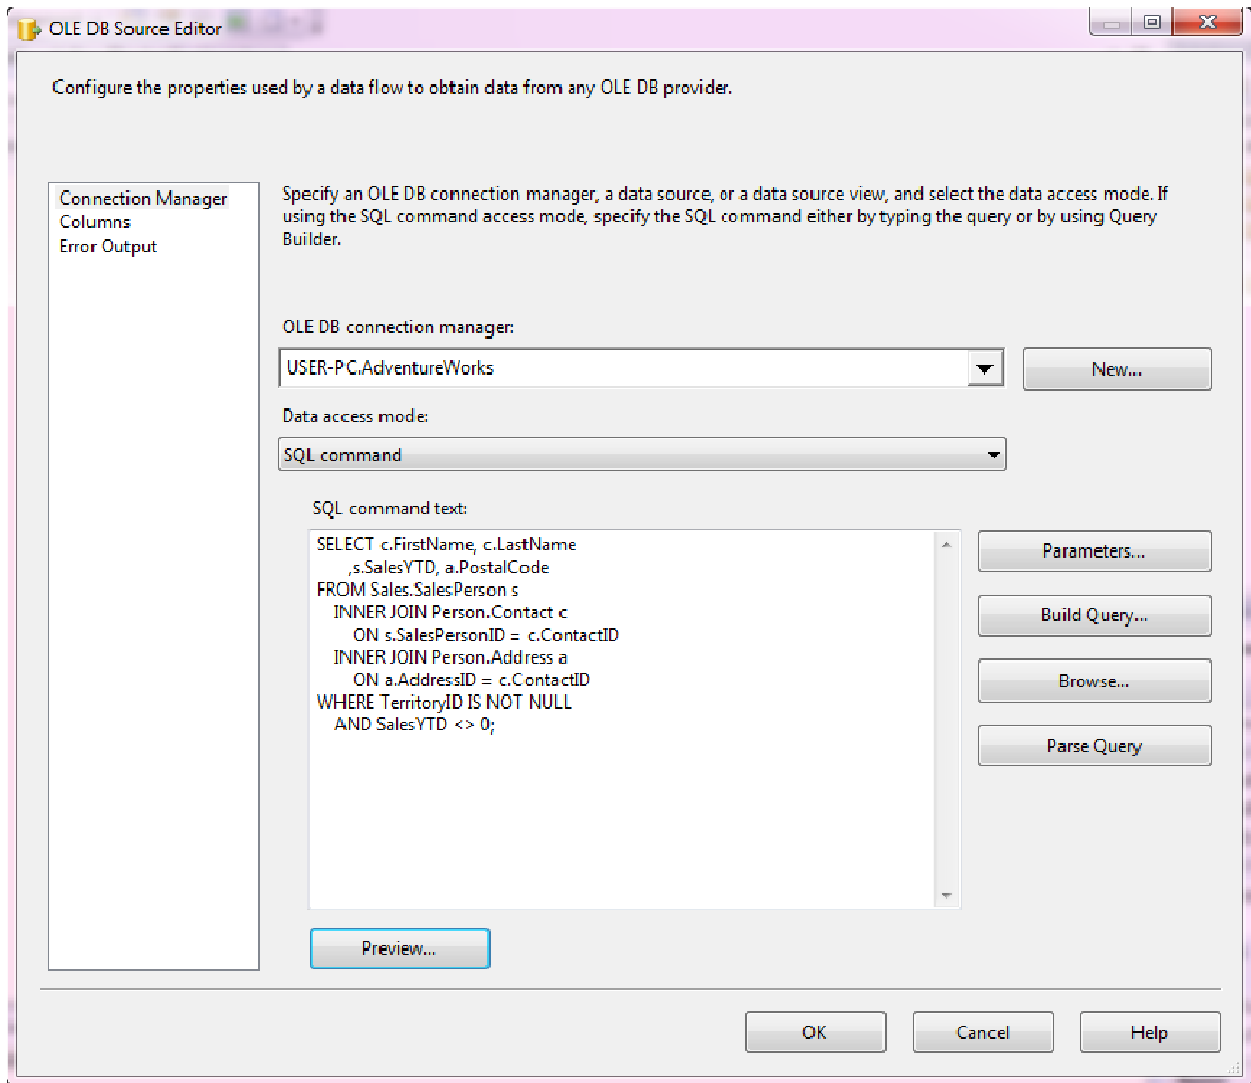 OLE DB Source Editor
Configure the properties used by a data flow to obtain data from any OLE DB provider.
Connection Manager
Columns
Error Output
Specify an OLE DB connection manager, a data source, or a data source view, and select the data access mode. If
using the SQL command access mode, specify the SQL command either by typing the query or by using Query
Builder.
OLE DB connection manager:
USER-PC.AdventureWorks
New...
Data access mode:
SQL command
SQL command text:
SELECT c.FirstName, c.LastName
,s.SalesYTD, a.PostalCode
FROM Sales.SalesPerson s
INNER JOIN Person.Contact c
ON s.SalesPersonID = c.ContactID
INNER JOIN Person.Address a
ON a.AddressID = c.ContactID
WHERE TerritoryID IS NOT NULL
AND SalesYTD <> 0;
Parameters...
Build Query...
Browse...
Parse Query
Preview...
OK
Cancel
Help